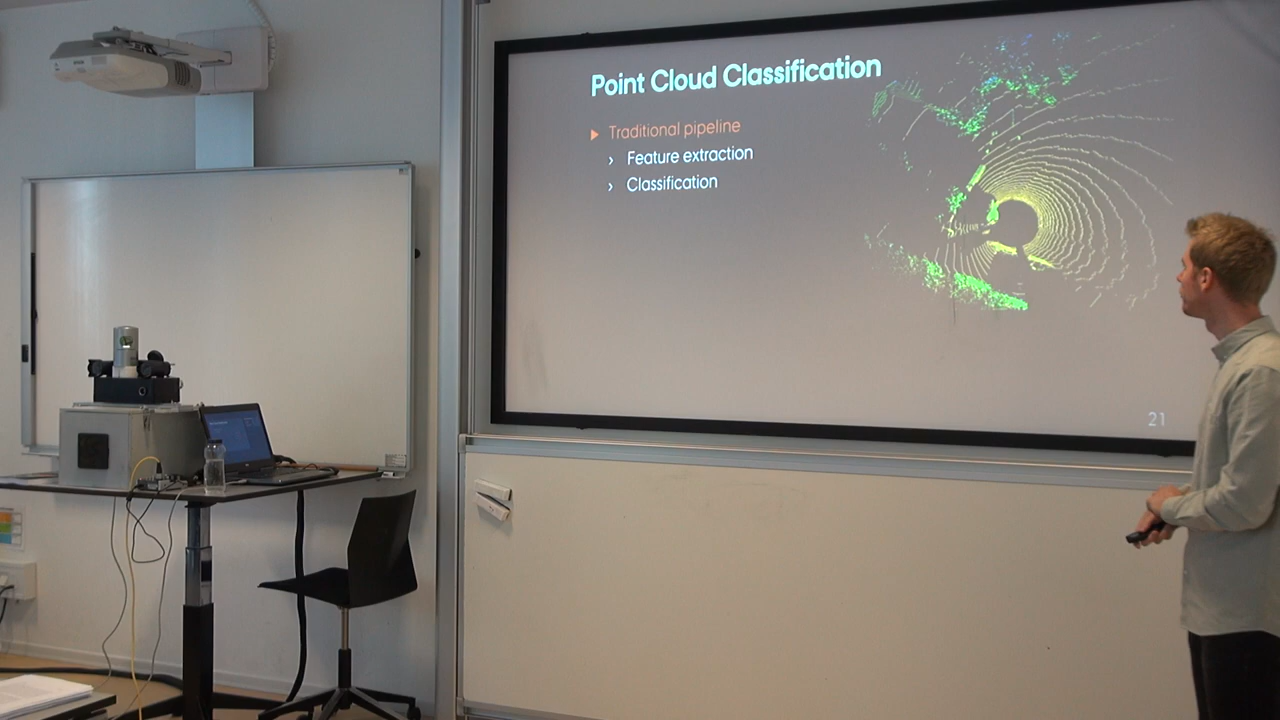 Point Cloud Classification
▸ Traditional pipeline
› Feature extraction
› Classification
21